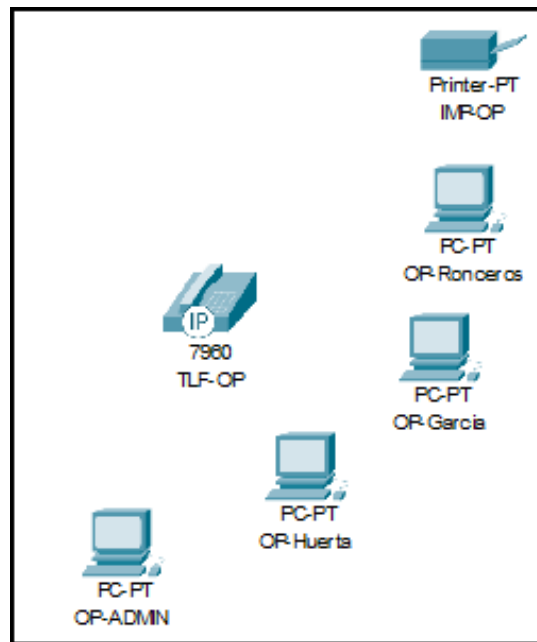 Printer-PT
IMP-OP
PC-PT
OP-Ronceros
IP
7960
TLF-OP
PC-PT
OP-Garcia
PC-PT
OP-Huerta
PC-PT
OP-ADMIN